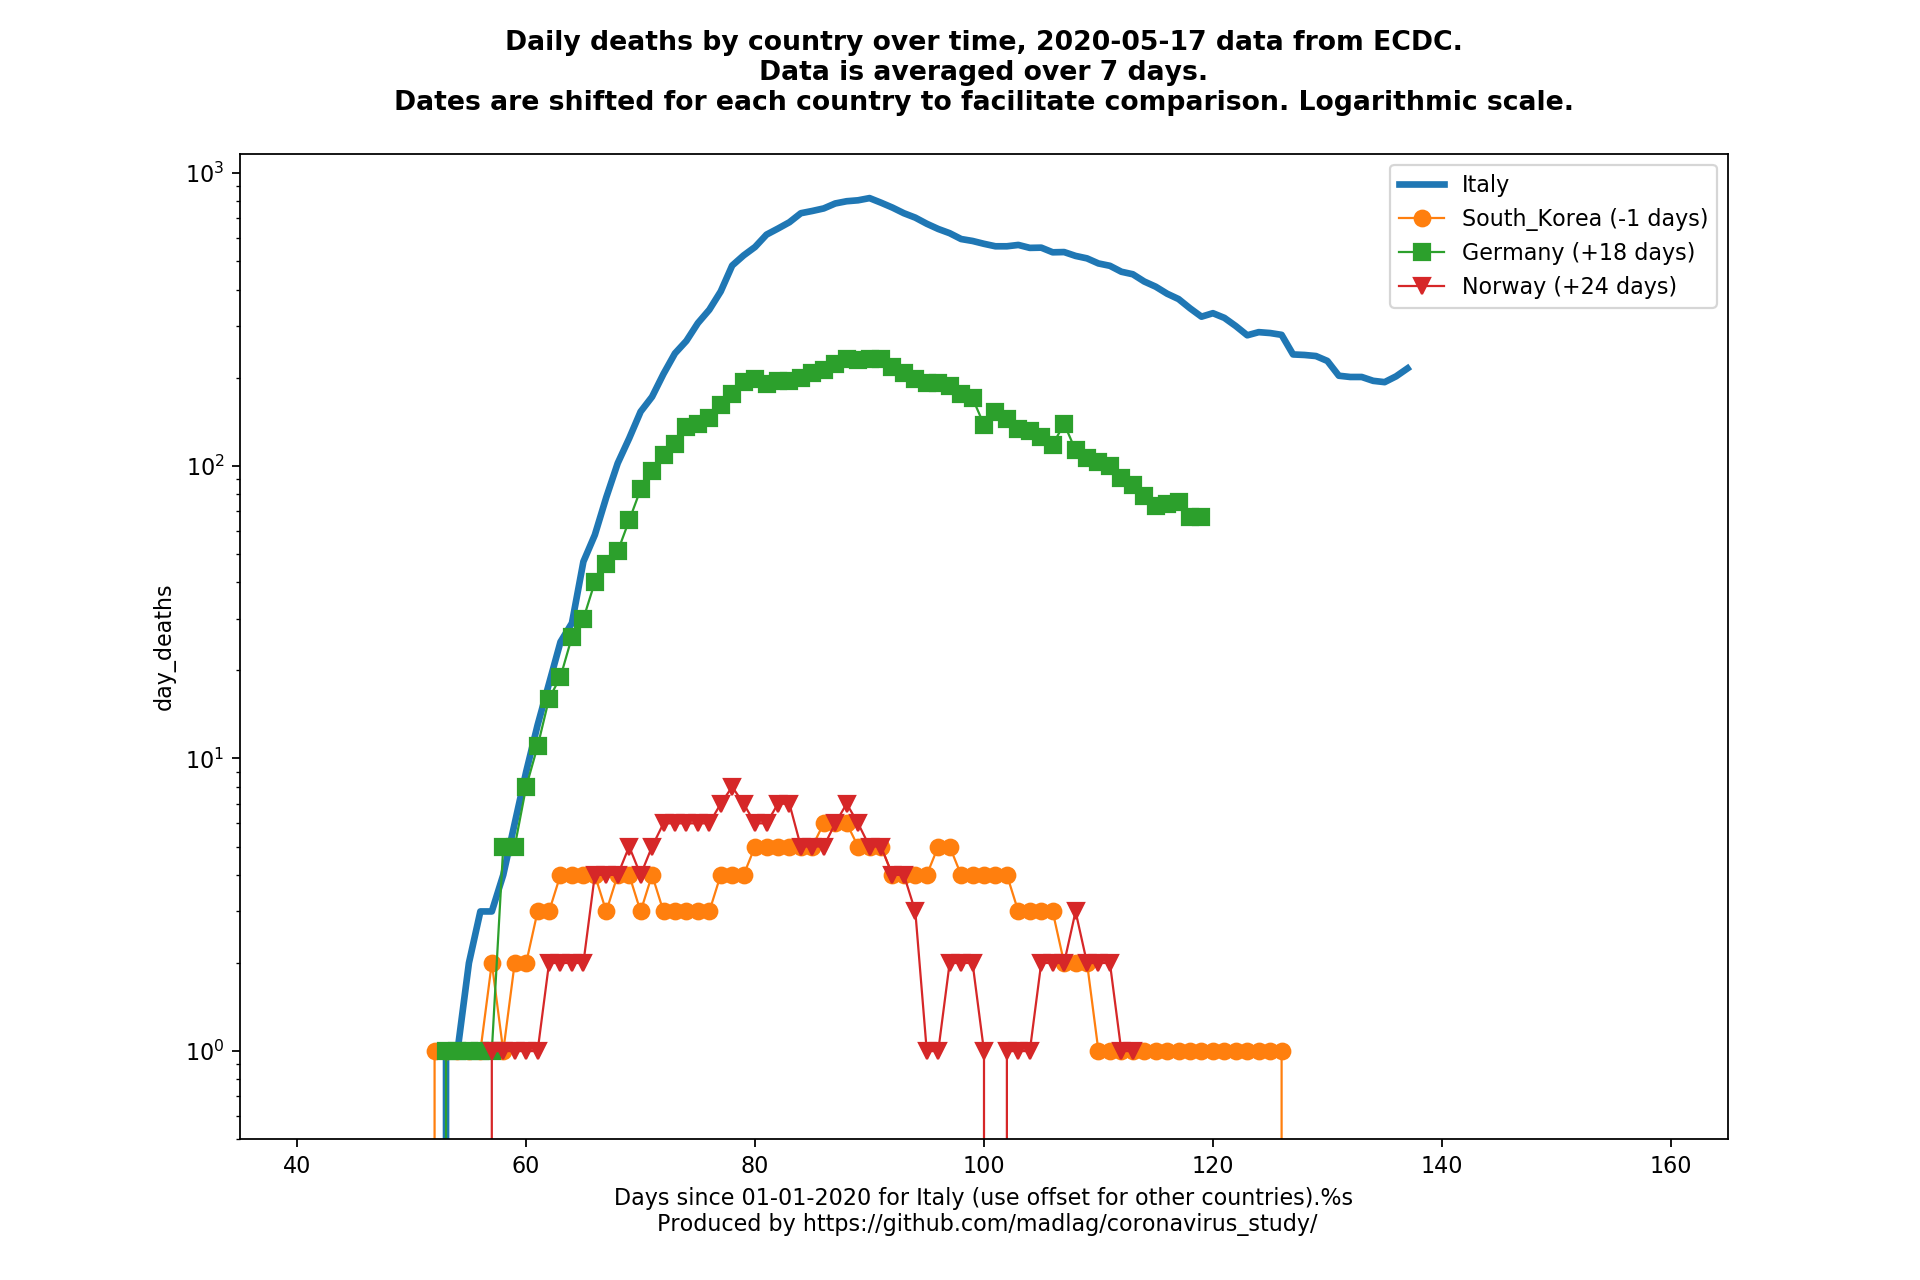 Daily deaths by country over time, 2020-05-17 data from ECDC.
Data is averaged over 7 days.
Dates are shifted for each country to facilitate comparison. Logarithmic scale.
10³
10²
10¹
10⁰
day_deaths
Italy
South_Korea (-1 days)
Germany (+18 days)
Norway (+24 days)
40 60 80 100 120 140 160
Days since 01-01-2020 for Italy (use offset for other countries).%s
Produced by https://github.com/madlag/coronavirus_study/